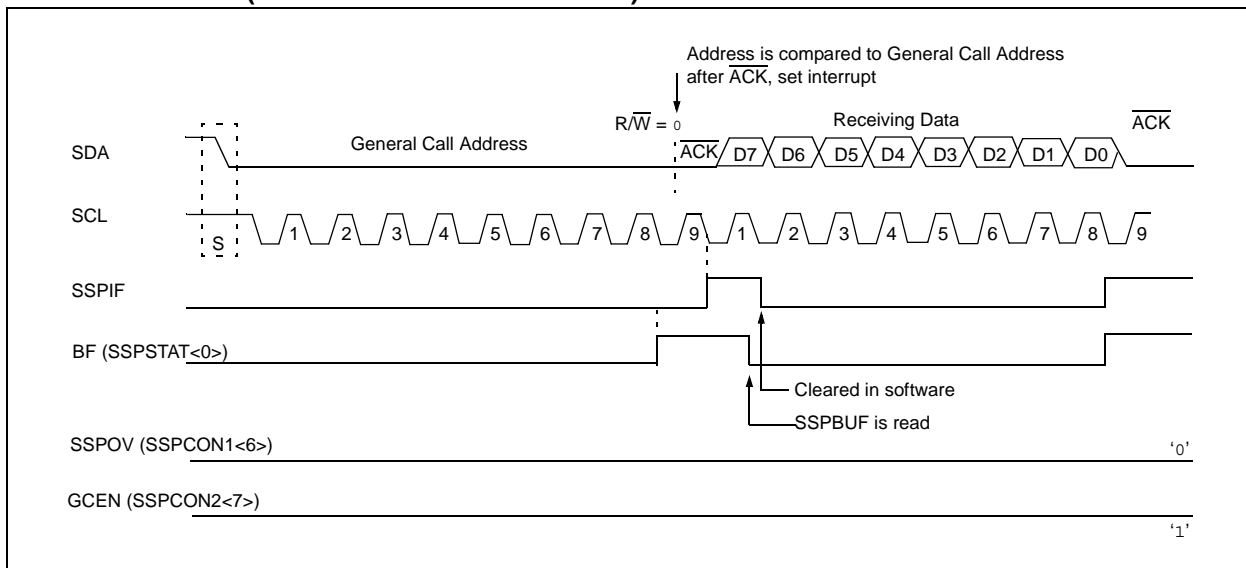 Address is compared to General Call Address
after ACK, set interrupt
R/W = 0
Receiving Data
ACK
SDA
General Call Address
ACK
D7
D6
D5
D4
D3
D2
D1
D0
SCL
S
1
2
3
4
5
6
7
8
9
1
2
3
4
5
6
7
8
9
SSPIF
BF (SSPSTAT<0>)
Cleared in software
SSPBUF is read
SSPOV (SSPCON1<6>)
‘0’
GCEN (SSPCON2<7>)
‘1’